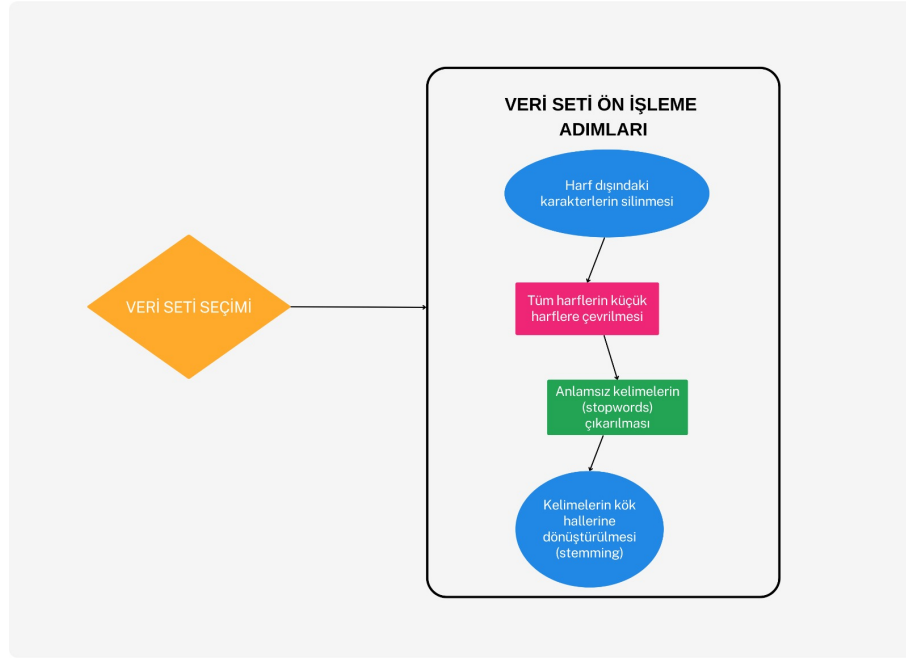 VERİ SETİ SEÇİMİ
VERİ SETİ ÖN İŞLEME
ADIMLARI
Harf dışındaki
karakterlerin silinmesi
Tüm harflerin küçük
harflere çevrilmesi
Anlamsız kelimelerin
(stopwords)
çıkarılması
Kelimelerin kök
hallerine
dönüştürülmesi
(stemming)